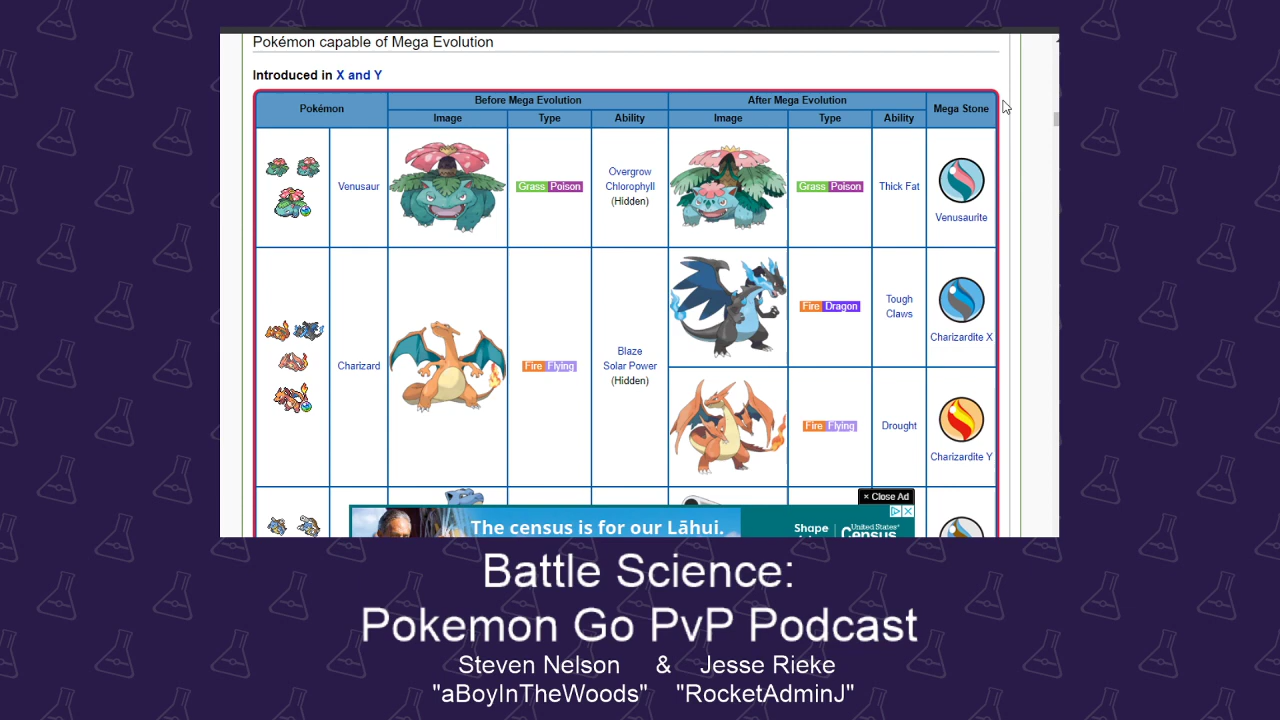 Pokémon capable of Mega Evolution
Introduced in X and Y
Pokémon
Before Mega Evolution
After Mega Evolution
Mega Stone
Image
Type
Ability
Image
Type
Ability
Venusaur
Grass Poison
Overgrow
Chlorophyll
(Hidden)
Grass Poison
Thick Fat
Venusaurite
Charizard
Fire Flying
Blaze
Solar Power
(Hidden)
Fire Dragon
Tough
Claws
Charizardite X
Fire Flying
Drought
Charizardite Y
× Close Ad
The census is for our Lāhui.
Shape
United States®
Census
Battle Science:
Pokemon Go PvP Podcast
Steven Nelson & Jesse Rieke
"aBoyInTheWoods" "RocketAdminJ"